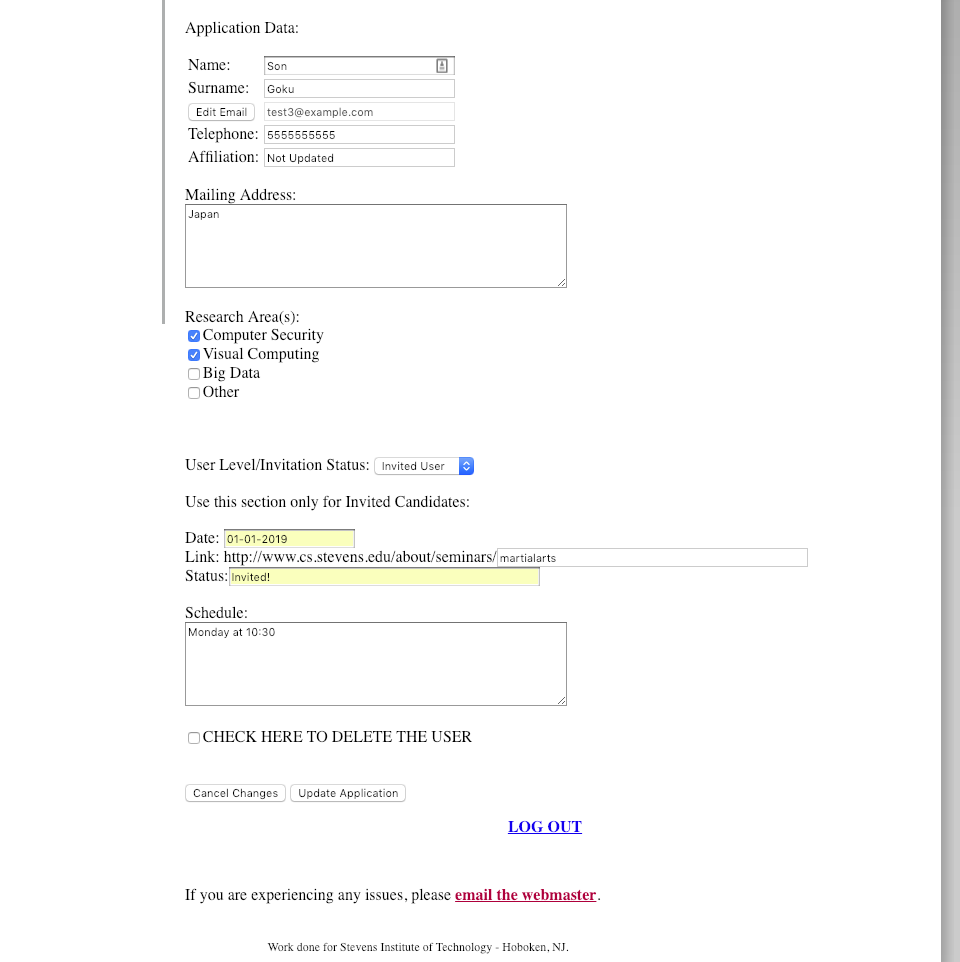 Application Data:
Name: Son
Surname: Goku
Edit Email test3@example.com
Telephone: 5555555555
Affiliation: Not Updated
Mailing Address:
Japan
Research Area(s):
Computer Security
Visual Computing
Big Data
Other
User Level/Invitation Status: Invited User
Use this section only for Invited Candidates:
Date: 01-01-2019
Link: http://www.cs.stevens.edu/about/seminars/ martialarts
Status: Invited!
Schedule:
Monday at 10:30
CHECK HERE TO DELETE THE USER
Cancel Changes Update Application
LOG OUT
If you are experiencing any issues, please email the webmaster.
Work done for Stevens Institute of Technology - Hoboken, NJ.